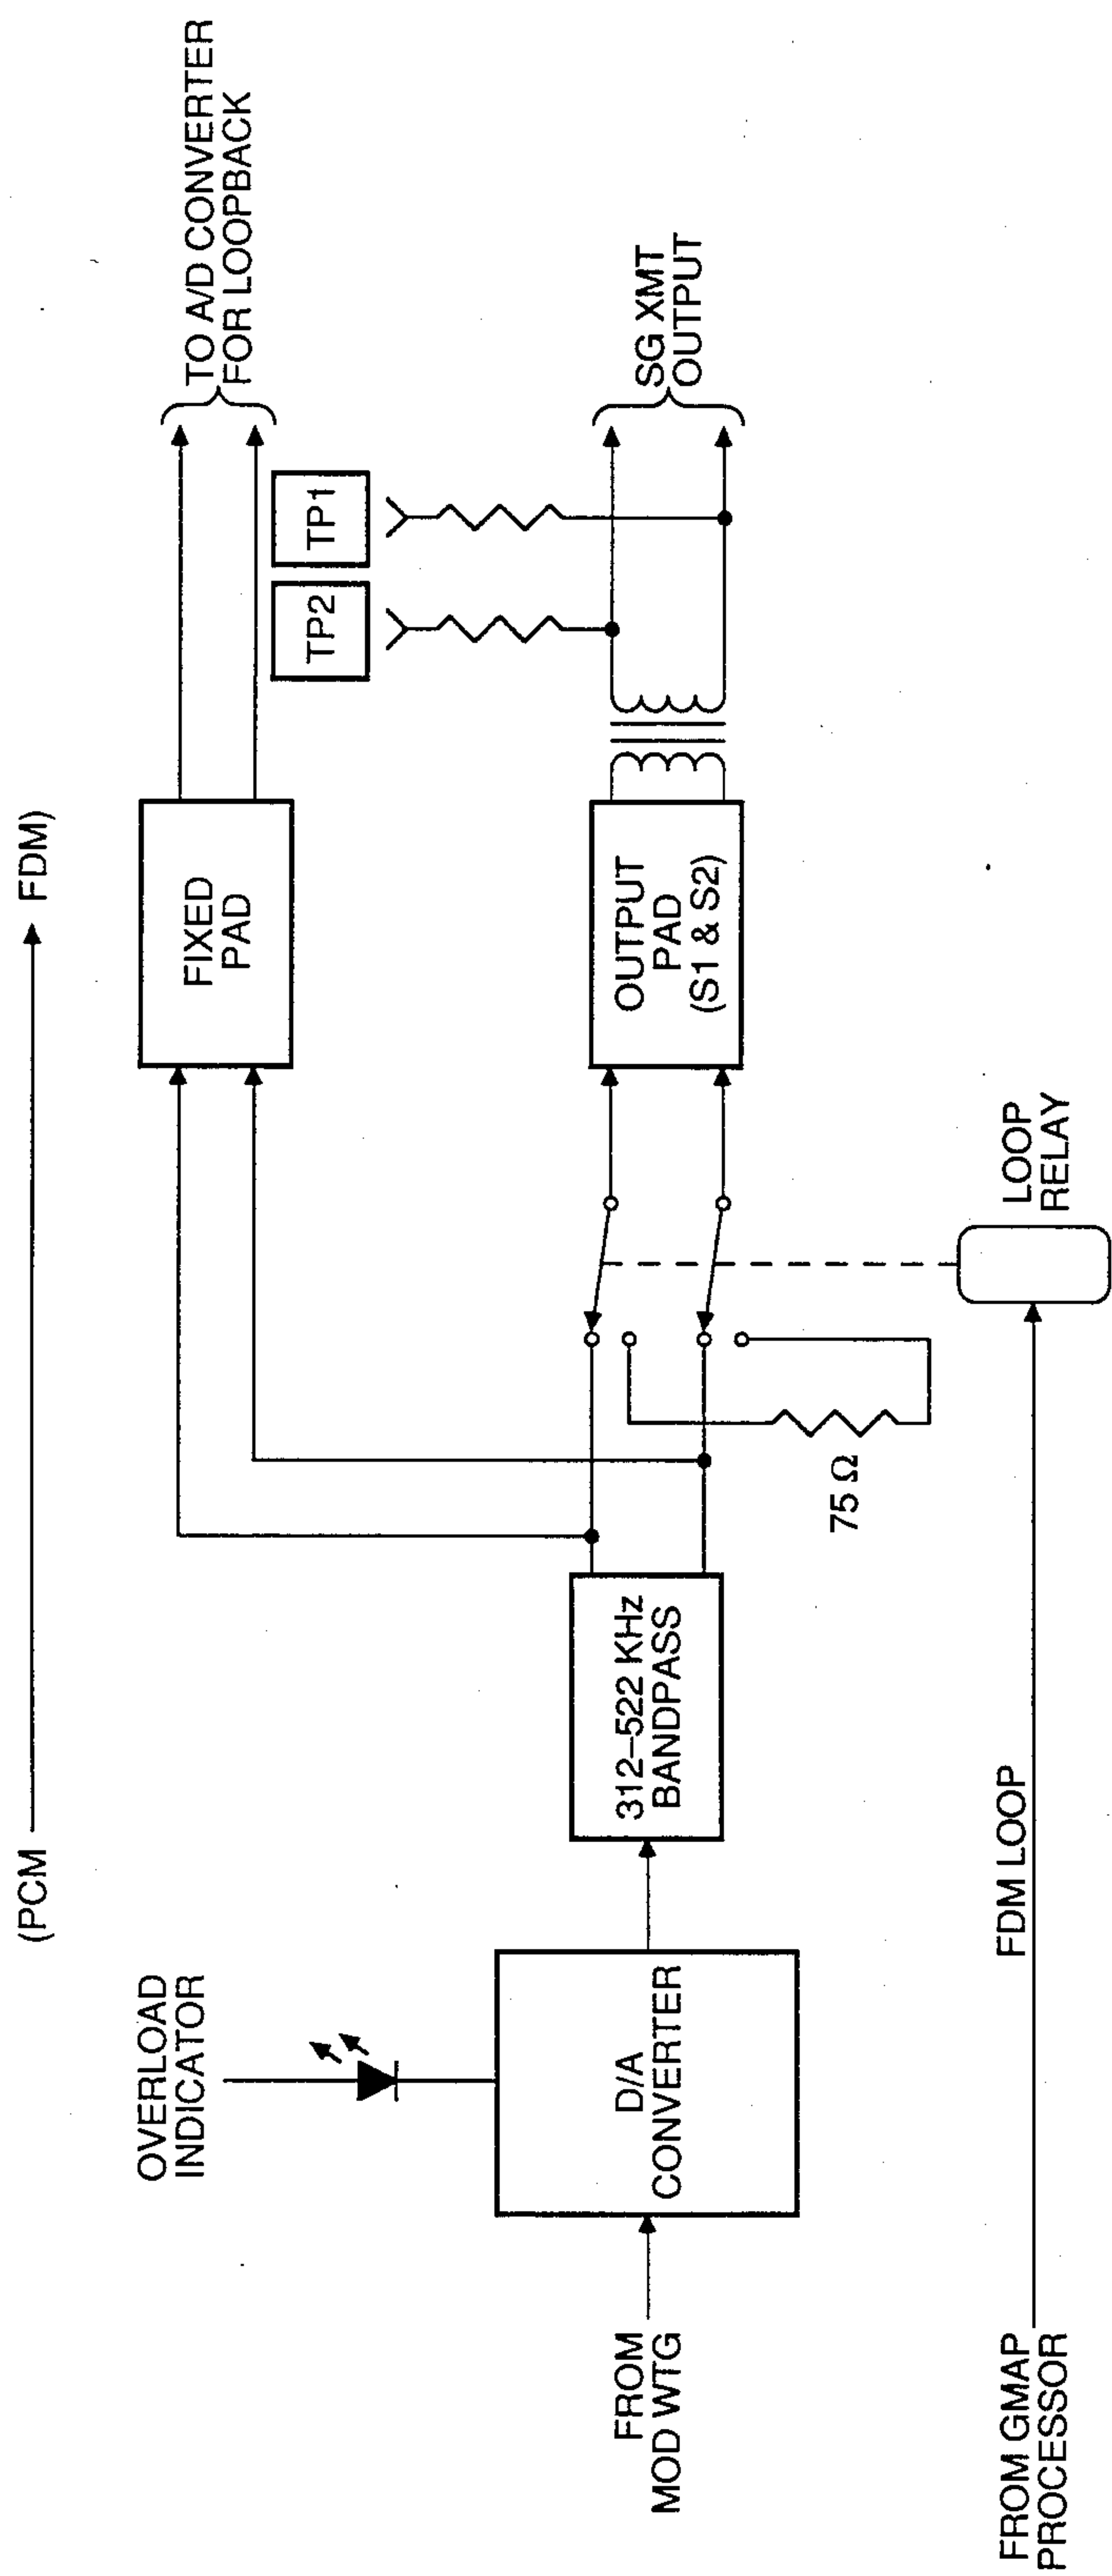 (PCM
FDM)
OVERLOAD
INDICATOR
FIXED
PAD
TO A/D CONVERTER
FOR LOOPBACK
TP2
TP1
FROM
MOD WTG
D/A
CONVERTER
312–522 KHz
BANDPASS
75 Ω
OUTPUT
PAD
(S1 & S2)
SG XMT
OUTPUT
FROM GMAP
PROCESSOR
FDM LOOP
LOOP
RELAY